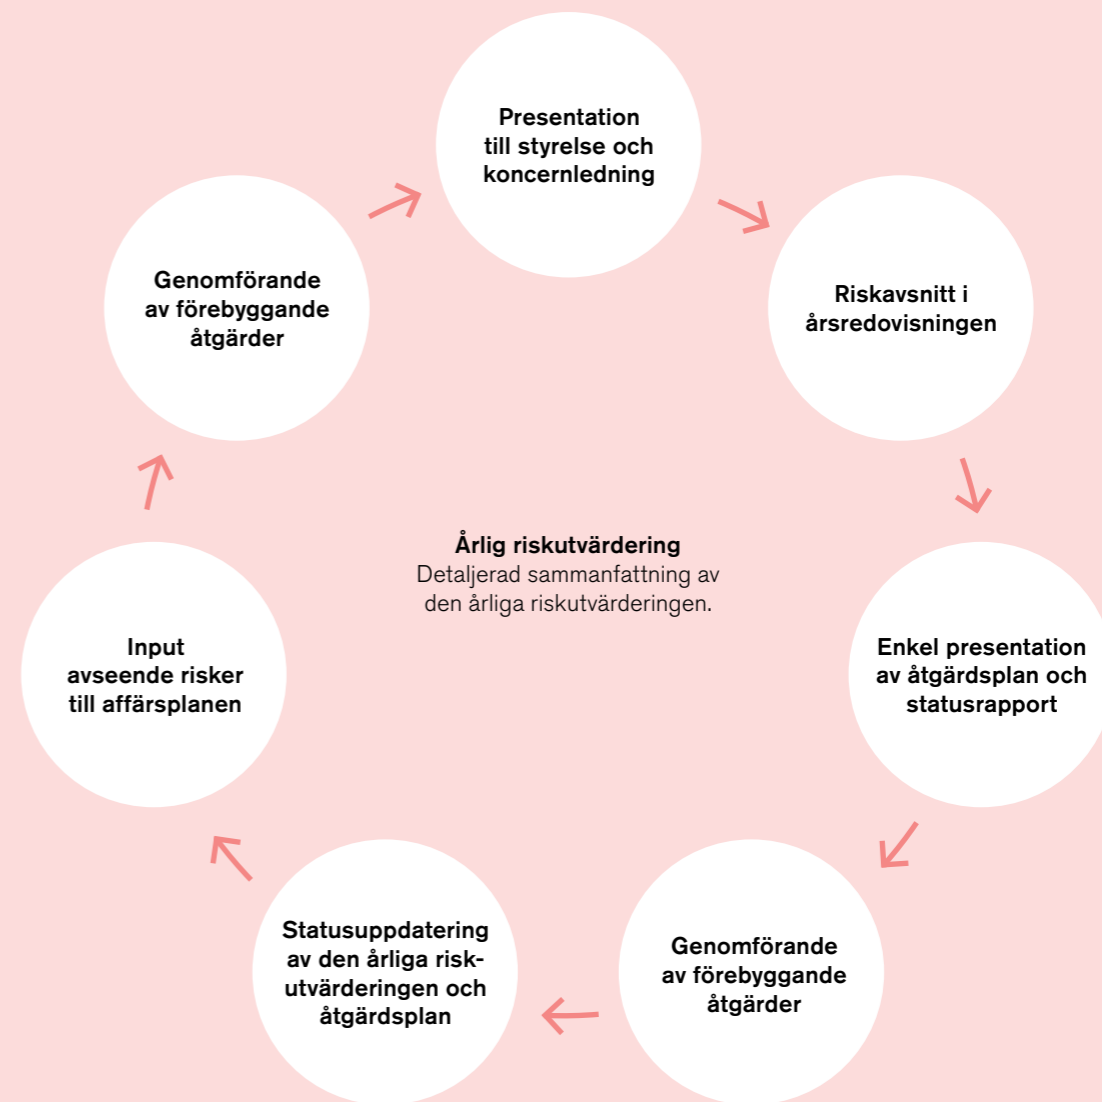 Presentation
till styrelse och
koncernledning
Riskavsnitt i
årsredovisningen
Enkel presentation
av åtgärdsplan och
statusrapport
Genomförande
av förebyggande
åtgärder
Statusuppdatering
av den årliga risk-
utvärderingen och
åtgärdsplan
Input
avseende risker
till affärsplanen
Genomförande
av förebyggande
åtgärder
Årlig riskutvärdering
Detaljerad sammanfattning av
den årliga riskutvärderingen.